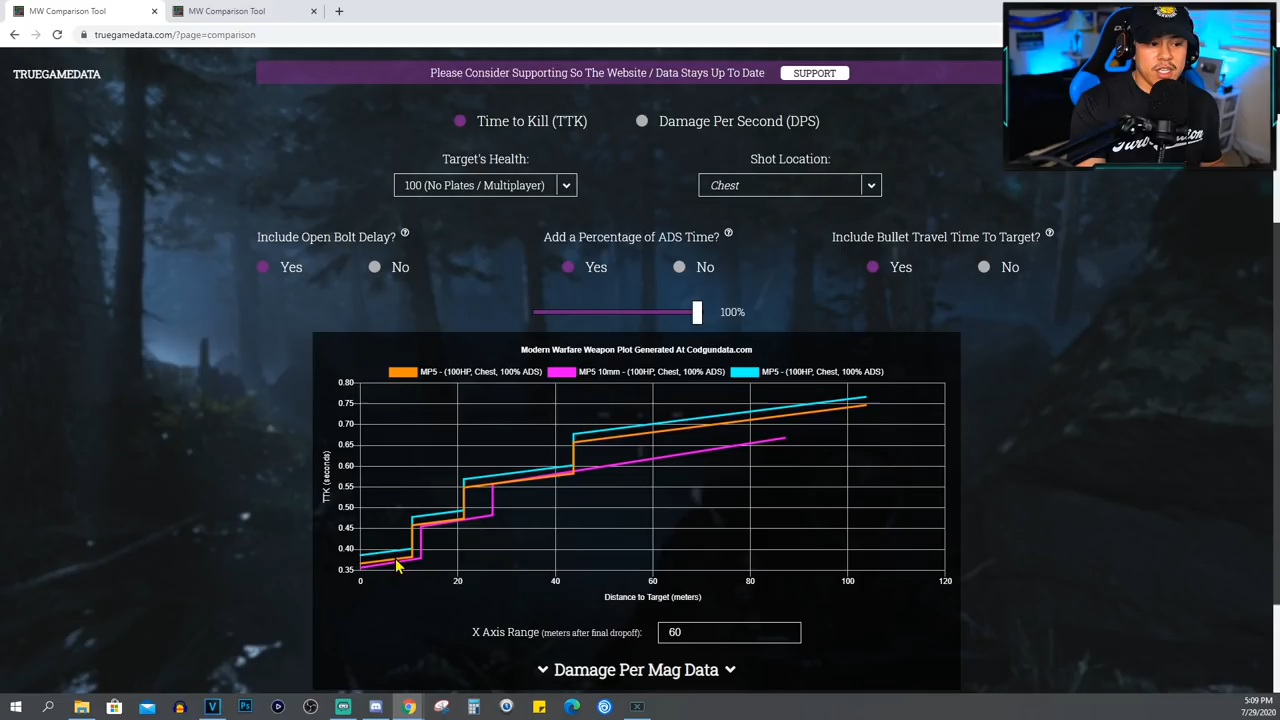 MW Comparison Tool
MW Comparison Tool
truegamedata.com/?page=comparison
TRUEGAMEDATA
Please Consider Supporting So The Website / Data Stays Up To Date
SUPPORT
Time to Kill (TTK)
Damage Per Second (DPS)
Target's Health:
Shot Location:
100 (No Plates / Multiplayer)
Chest
Include Open Bolt Delay?
Add a Percentage of ADS Time?
Include Bullet Travel Time To Target?
Yes
No
Yes
No
Yes
No
100%
Modern Warfare Weapon Plot Generated At Codgundata.com
MP5 - (100HP, Chest, 100% ADS)
MP5 10mm - (100HP, Chest, 100% ADS)
MP5 - (100HP, Chest, 100% ADS)
0.80
0.75
0.70
0.65
0.60
0.55
0.50
0.45
0.40
0.35
TTK (seconds)
0
20
40
60
80
100
120
Distance to Target (meters)
X Axis Range (meters after final dropoff):
60
Damage Per Mag Data
5:09 PM
7/29/2020